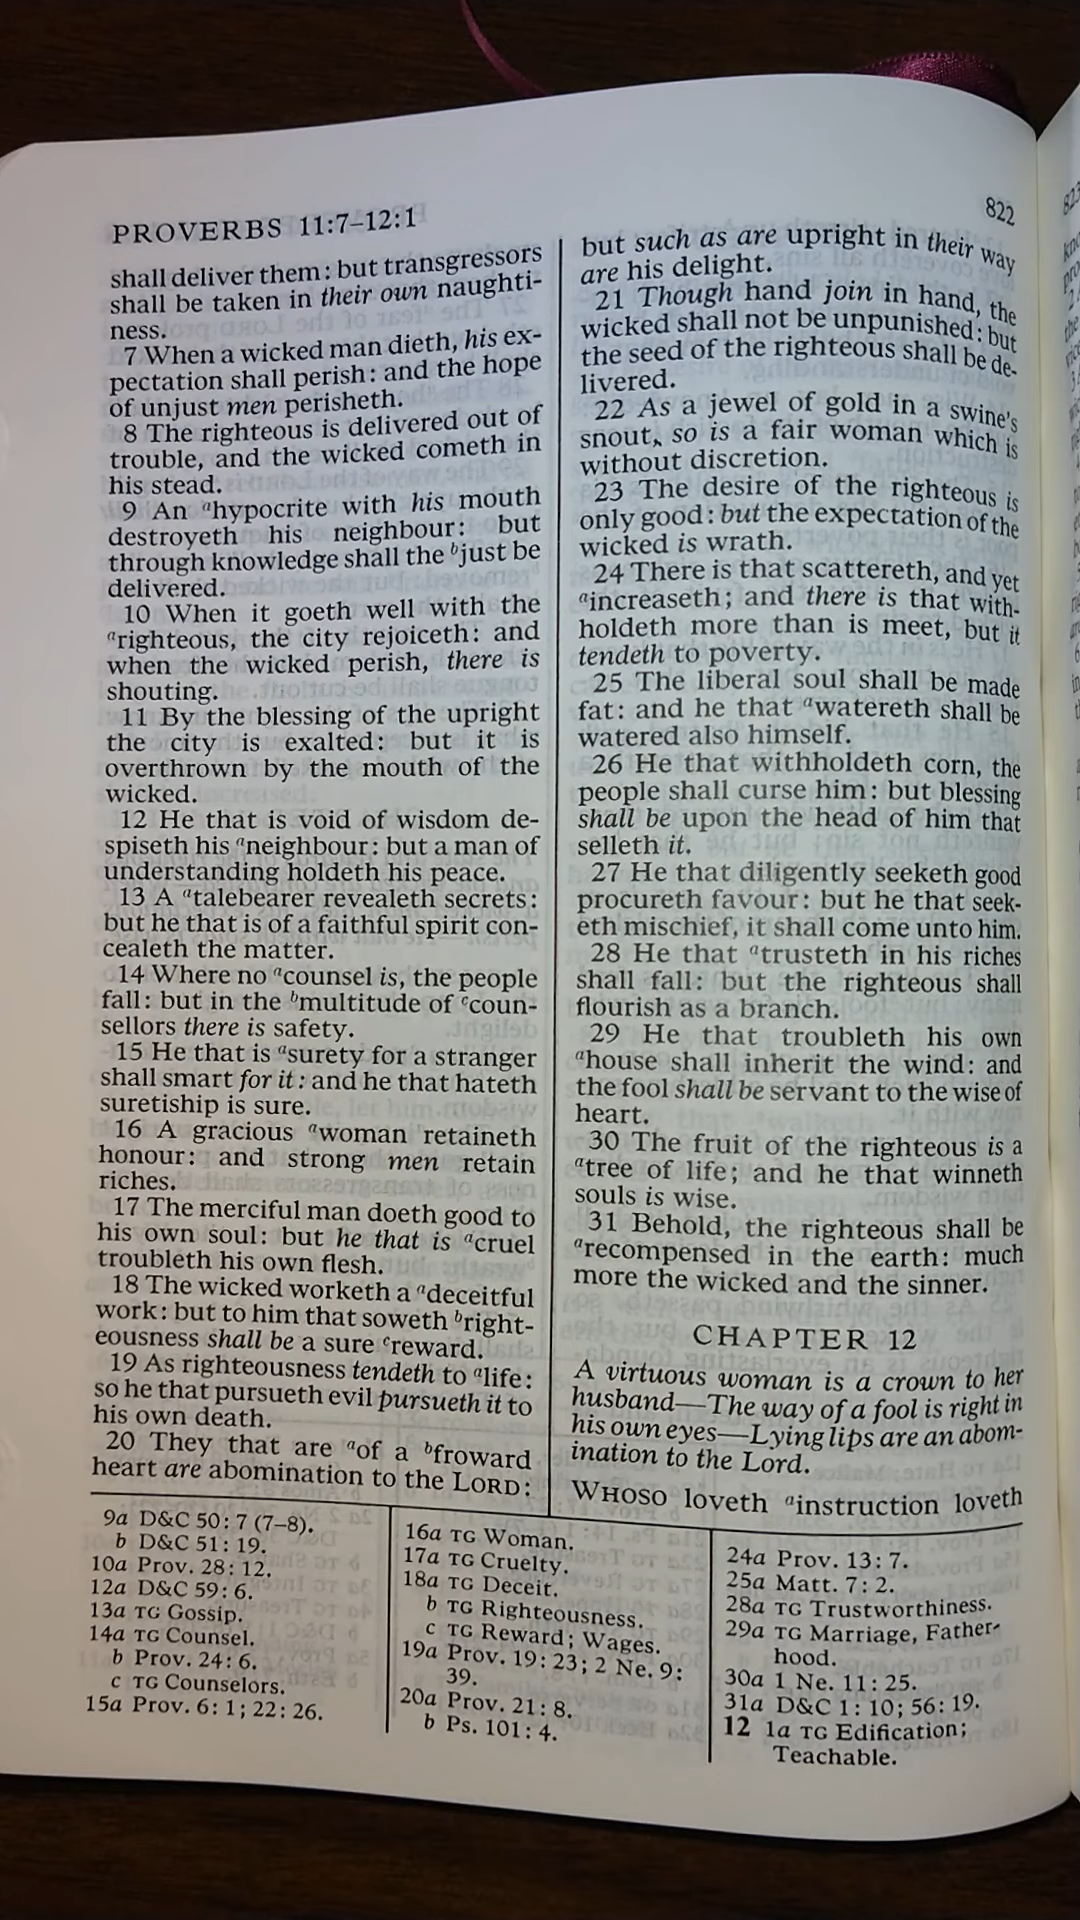 PROVERBS 11:7–12:1
822
shall deliver them: but transgressors
shall be taken in their own naughti-
ness.
7 When a wicked man dieth, his ex-
pectation shall perish: and the hope
of unjust men perisheth.
8 The righteous is delivered out of
trouble, and the wicked cometh in
his stead.
9 An ᵃhypocrite with his mouth
destroyeth his neighbour: but
through knowledge shall the ᵇjust be
delivered.
10 When it goeth well with the
ᵃrighteous, the city rejoiceth: and
when the wicked perish, there is
shouting.
11 By the blessing of the upright
the city is exalted: but it is
overthrown by the mouth of the
wicked.
12 He that is void of wisdom de-
spiseth his ᵃneighbour: but a man of
understanding holdeth his peace.
13 A ᵃtalebearer revealeth secrets:
but he that is of a faithful spirit con-
cealeth the matter.
14 Where no ᵃcounsel is, the people
fall: but in the ᵇmultitude of ᶜcoun-
sellors there is safety.
15 He that is ᵃsurety for a stranger
shall smart for it: and he that hateth
suretiship is sure.
16 A gracious ᵃwoman retaineth
honour: and strong men retain
riches.
17 The merciful man doeth good to
his own soul: but he that is ᵃcruel
troubleth his own flesh.
18 The wicked worketh a ᵃdeceitful
work: but to him that soweth ᵇright-
eousness shall be a sure ᶜreward.
19 As righteousness tendeth to ᵃlife:
so he that pursueth evil pursueth it to
his own death.
20 They that are ᵃof a ᵇfroward
heart are abomination to the LORD:
but such as are upright in their way
are his delight.
21 Though hand join in hand, the
wicked shall not be unpunished: but
the seed of the righteous shall be de-
livered.
22 As a jewel of gold in a swine's
snout, so is a fair woman which is
without discretion.
23 The desire of the righteous is
only good: but the expectation of the
wicked is wrath.
24 There is that scattereth, and yet
ᵃincreaseth; and there is that with-
holdeth more than is meet, but it
tendeth to poverty.
25 The liberal soul shall be made
fat: and he that ᵃwatereth shall be
watered also himself.
26 He that withholdeth corn, the
people shall curse him: but blessing
shall be upon the head of him that
selleth it.
27 He that diligently seeketh good
procureth favour: but he that seek-
eth mischief, it shall come unto him.
28 He that ᵃtrusteth in his riches
shall fall: but the righteous shall
flourish as a branch.
29 He that troubleth his own
ᵃhouse shall inherit the wind: and
the fool shall be servant to the wise of
heart.
30 The fruit of the righteous is a
ᵃtree of life; and he that winneth
souls is wise.
31 Behold, the righteous shall be
ᵃrecompensed in the earth: much
more the wicked and the sinner.
CHAPTER 12
A virtuous woman is a crown to her
husband—The way of a fool is right in
his own eyes—Lying lips are an abom-
ination to the Lord.
WHOSO loveth ᵃinstruction loveth
9a D&C 50: 7 (7–8).
b D&C 51: 19.
10a Prov. 28: 12.
12a D&C 59: 6.
13a TG Gossip.
14a TG Counsel.
b Prov. 24: 6.
c TG Counselors.
15a Prov. 6: 1; 22: 26.
16a TG Woman.
17a TG Cruelty.
18a TG Deceit.
b TG Righteousness.
c TG Reward; Wages.
19a Prov. 19: 23; 2 Ne. 9:
39.
20a Prov. 21: 8.
b Ps. 101: 4.
24a Prov. 13: 7.
25a Matt. 7: 2.
28a TG Trustworthiness.
29a TG Marriage, Father-
hood.
30a 1 Ne. 11: 25.
31a D&C 1: 10; 56: 19.
12 1a TG Edification;
Teachable.